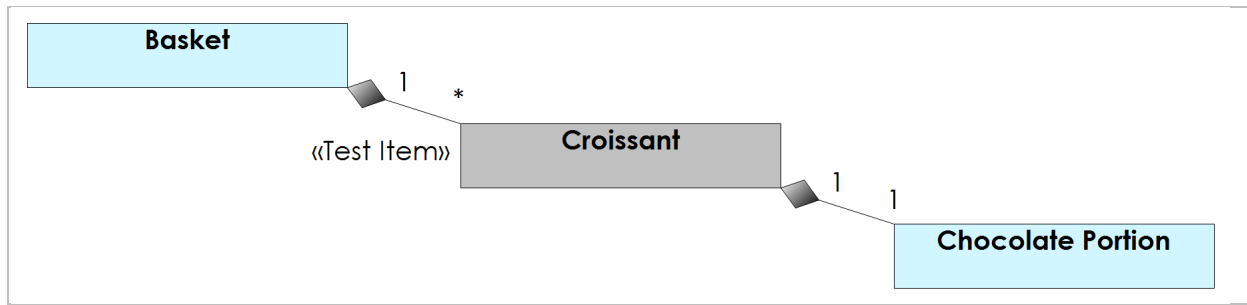 Basket
1
*
«Test Item»
Croissant
1
1
Chocolate Portion